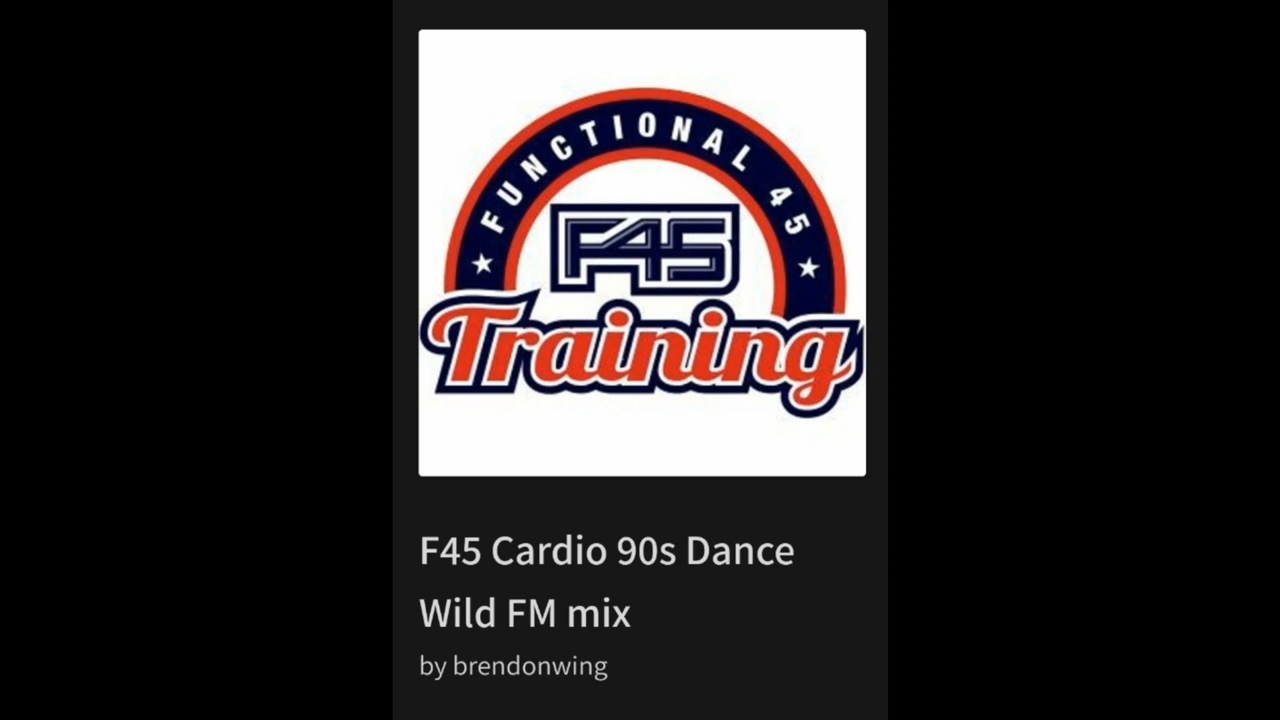 FUNCTIONAL 45
F45
Training
F45 Cardio 90s Dance
Wild FM mix
by brendonwing